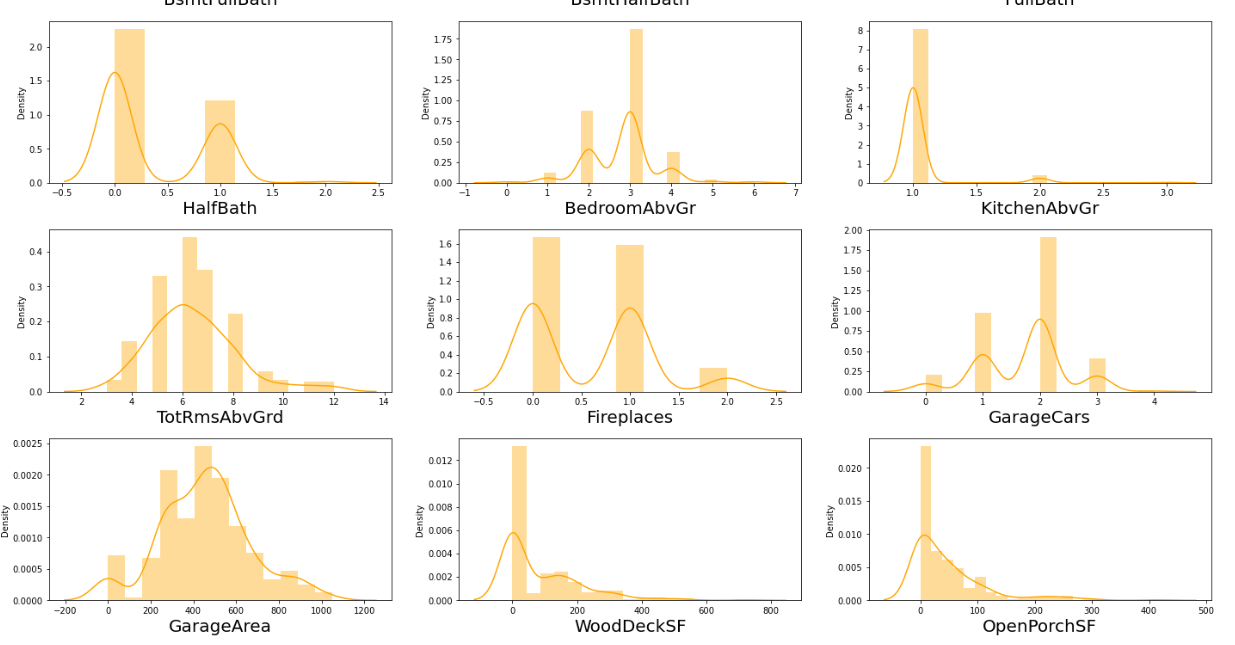 BsmtFullBath BsmtHalfBath FullBath
Density 0.0 0.5 1.0 1.5 2.0
−0.5 0.0 0.5 1.0 1.5 2.0 2.5
HalfBath
Density 0.00 0.25 0.50 0.75 1.00 1.25 1.50 1.75
−1 0 1 2 3 4 5 6 7
BedroomAbvGr
Density 0 1 2 3 4 5 6 7 8
1.0 1.5 2.0 2.5 3.0
KitchenAbvGr
Density 0.0 0.1 0.2 0.3 0.4
2 4 6 8 10 12 14
TotRmsAbvGrd
Density 0.0 0.2 0.4 0.6 0.8 1.0 1.2 1.4 1.6
−0.5 0.0 0.5 1.0 1.5 2.0 2.5
Fireplaces
Density 0.00 0.25 0.50 0.75 1.00 1.25 1.50 1.75 2.00
0 1 2 3 4
GarageCars
Density 0.0000 0.0005 0.0010 0.0015 0.0020 0.0025
−200 0 200 400 600 800 1000 1200
GarageArea
Density 0.000 0.002 0.004 0.006 0.008 0.010 0.012
0 200 400 600 800
WoodDeckSF
Density 0.000 0.005 0.010 0.015 0.020
0 100 200 300 400 500
OpenPorchSF